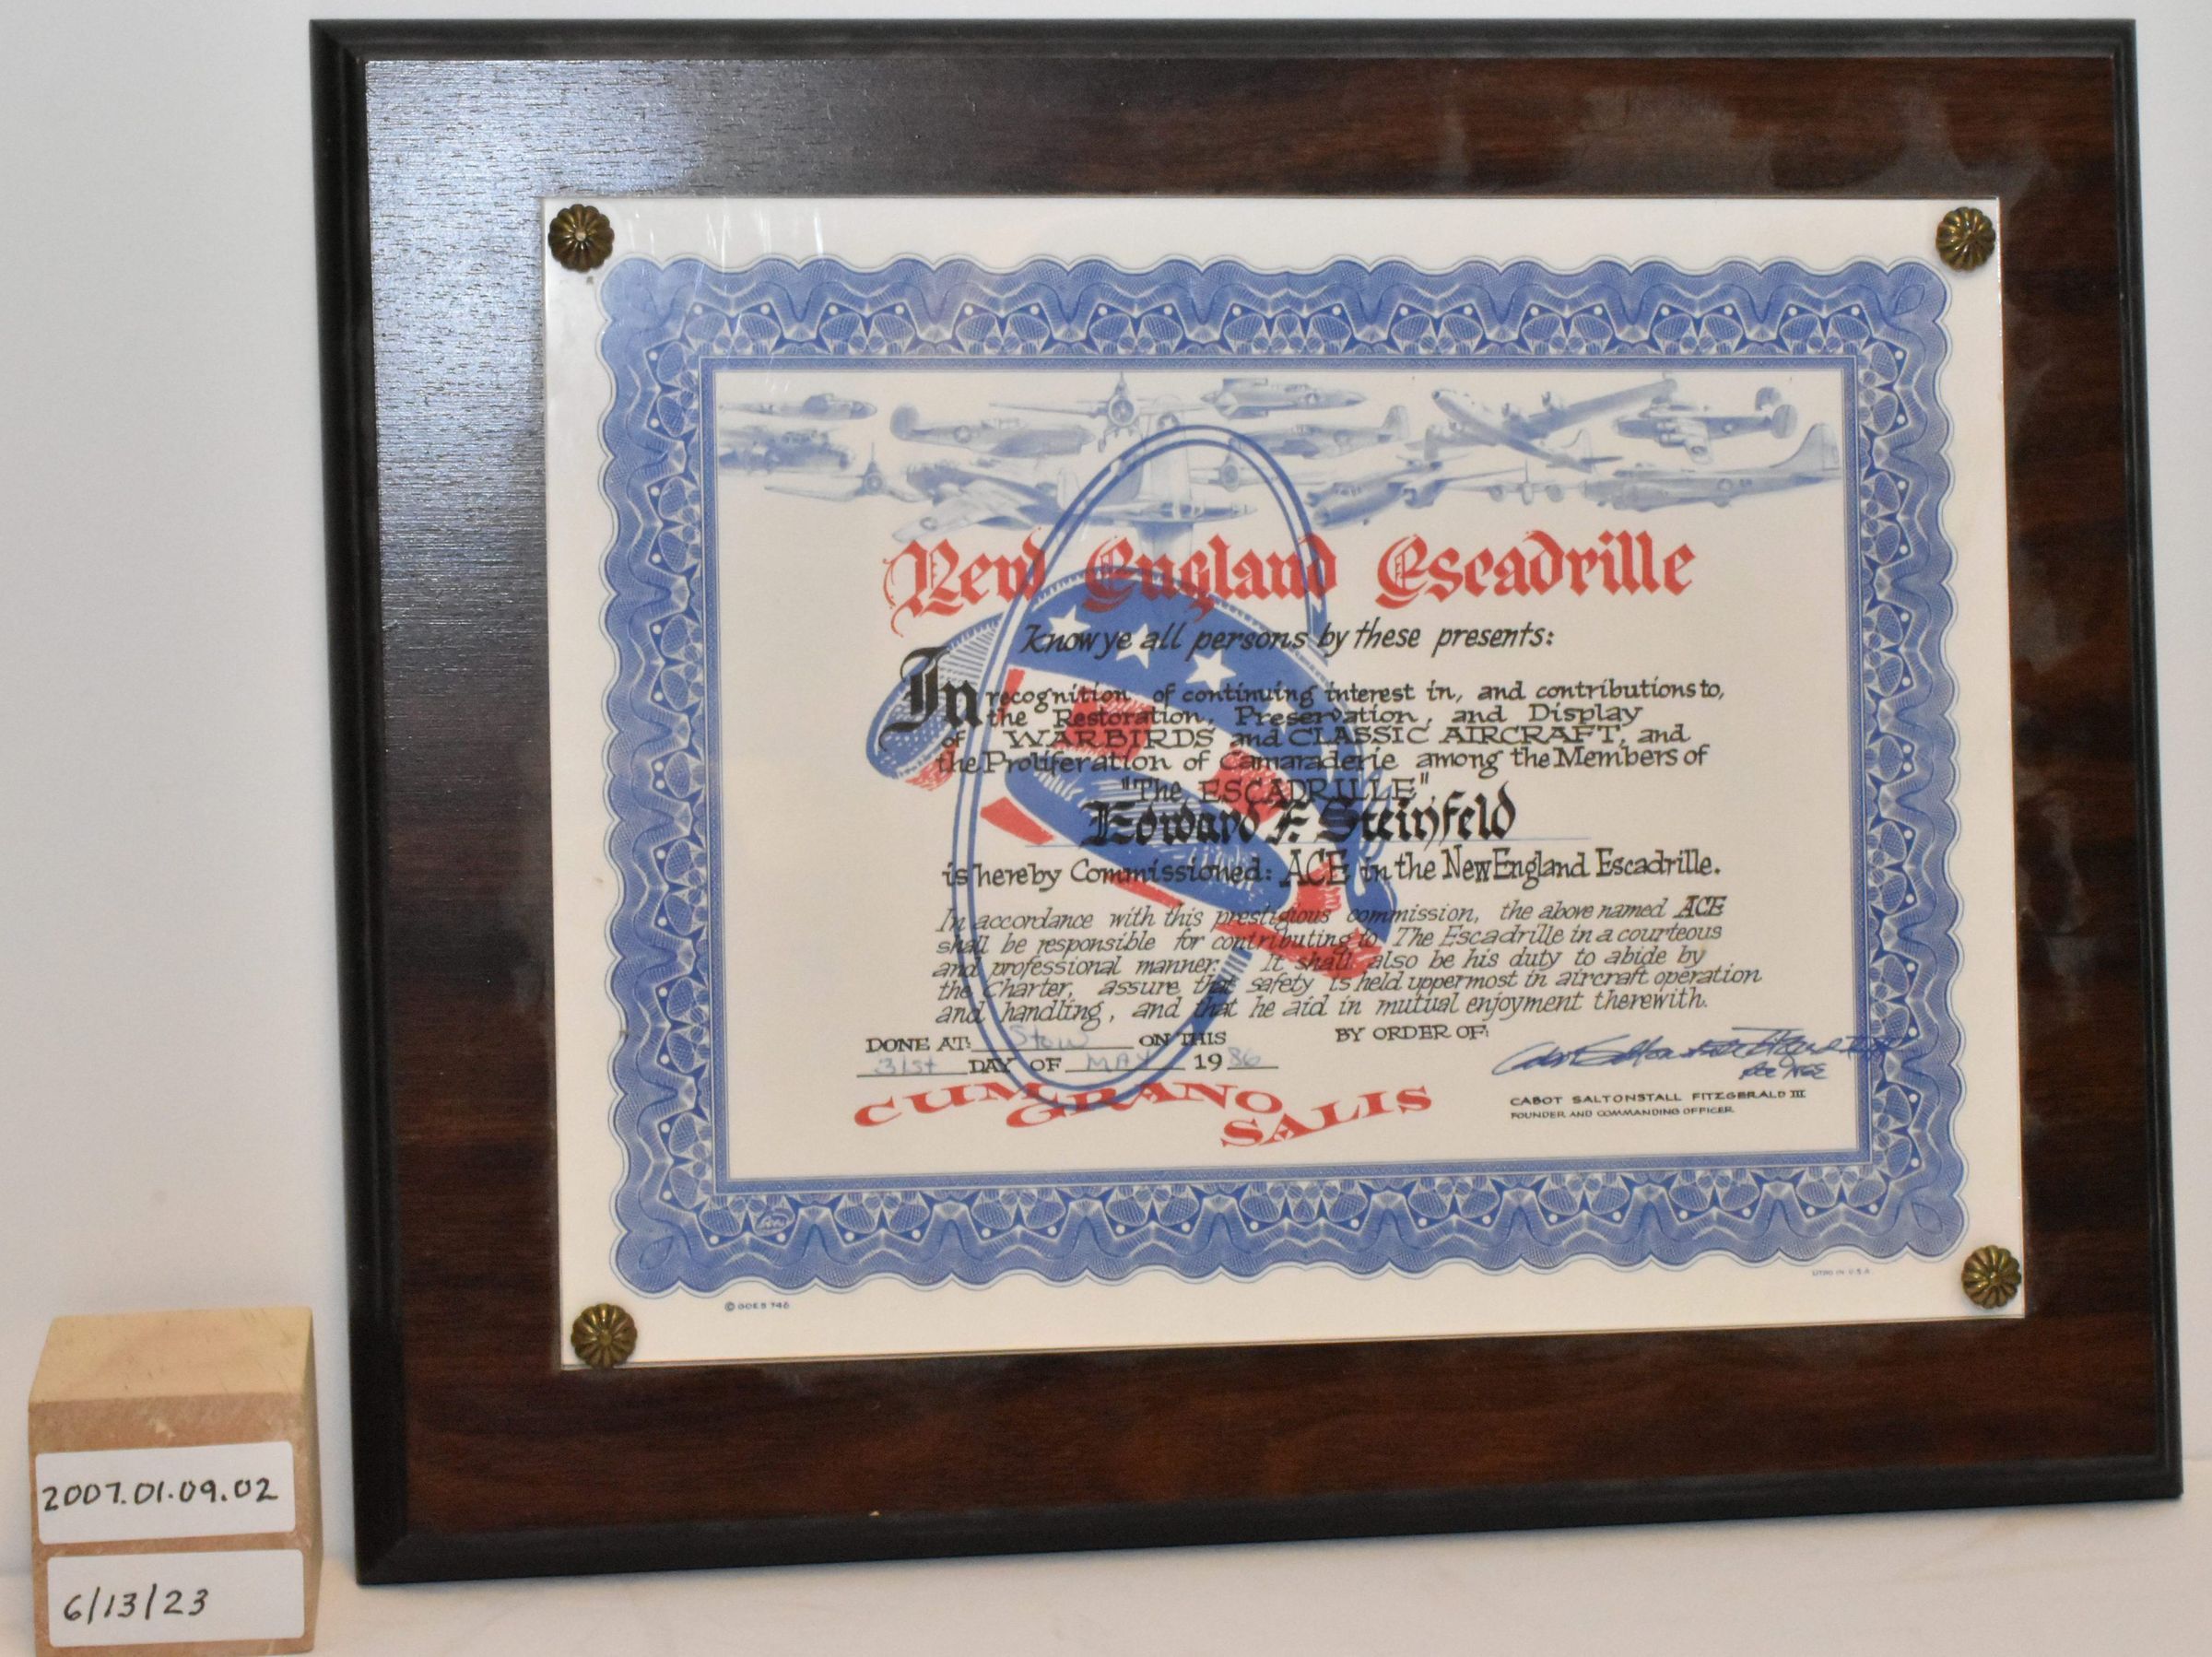 New England Escadrille
Know ye all persons by these presents:
In recognition of continuing interest in, and contributions to,
the Restoration, Preservation, and Display
of WARBIRDS and CLASSIC AIRCRAFT, and
the Proliferation of Camaraderie among the Members of
"The ESCADRILLE",
Edward F. Steinfeld
is hereby Commissioned: ACE in the New England Escadrille.
In accordance with this prestigious commission, the above named ACE
shall be responsible for contributing to The Escadrille in a courteous
and professional manner. It shall also be his duty to abide by
the Charter, assure that safety is held uppermost in aircraft operation
and handling, and that he aid in mutual enjoyment therewith.
DONE AT: Stow ON THIS
31st DAY OF MAY 1986
BY ORDER OF:
CABOT SALTONSTALL FITZGERALD III
FOUNDER AND COMMANDING OFFICER
CUM GRANO SALIS
© GOES 746
LITHO IN U.S.A.
2007.01.09.02
6/13/23